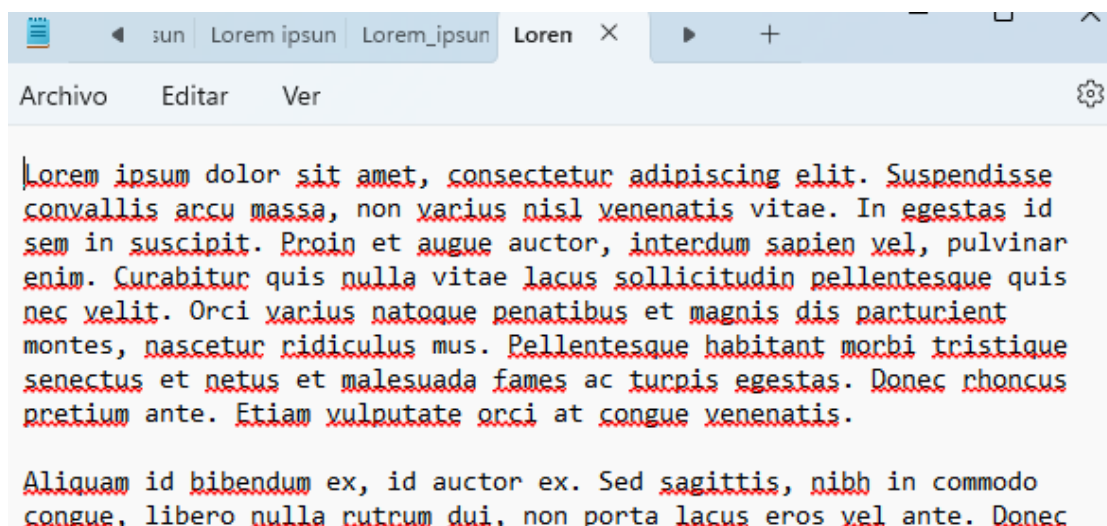 sun Lorem ipsun Lorem_ipsun Loren
Archivo Editar Ver
Lorem ipsum dolor sit amet, consectetur adipiscing elit. Suspendisse
convallis arcu massa, non varius nisl venenatis vitae. In egestas id
sem in suscipit. Proin et augue auctor, interdum sapien vel, pulvinar
enim. Curabitur quis nulla vitae lacus sollicitudin pellentesque quis
nec velit. Orci varius natoque penatibus et magnis dis parturient
montes, nascetur ridiculus mus. Pellentesque habitant morbi tristique
senectus et netus et malesuada fames ac turpis egestas. Donec rhoncus
pretium ante. Etiam vulputate orci at congue venenatis.
Aliquam id bibendum ex, id auctor ex. Sed sagittis, nibh in commodo
congue, libero nulla rutrum dui, non porta lacus eros vel ante. Donec